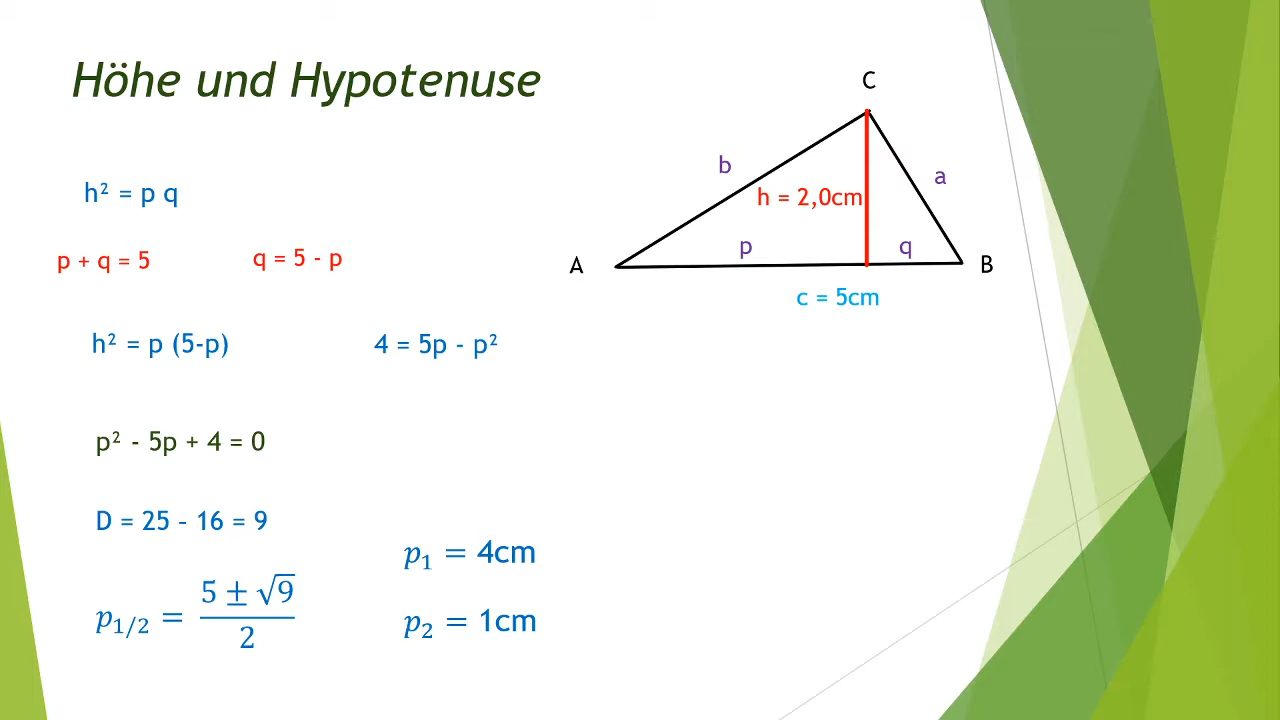 Höhe und Hypotenuse
C
b
a
h² = p q
h = 2,0cm
p
q
p + q = 5
q = 5 - p
A
B
c = 5cm
h² = p (5-p)
4 = 5p - p²
p² - 5p + 4 = 0
D = 25 – 16 = 9
p₁ = 4cm
p₁/₂ = (5 ± √9)/2
p₂ = 1cm